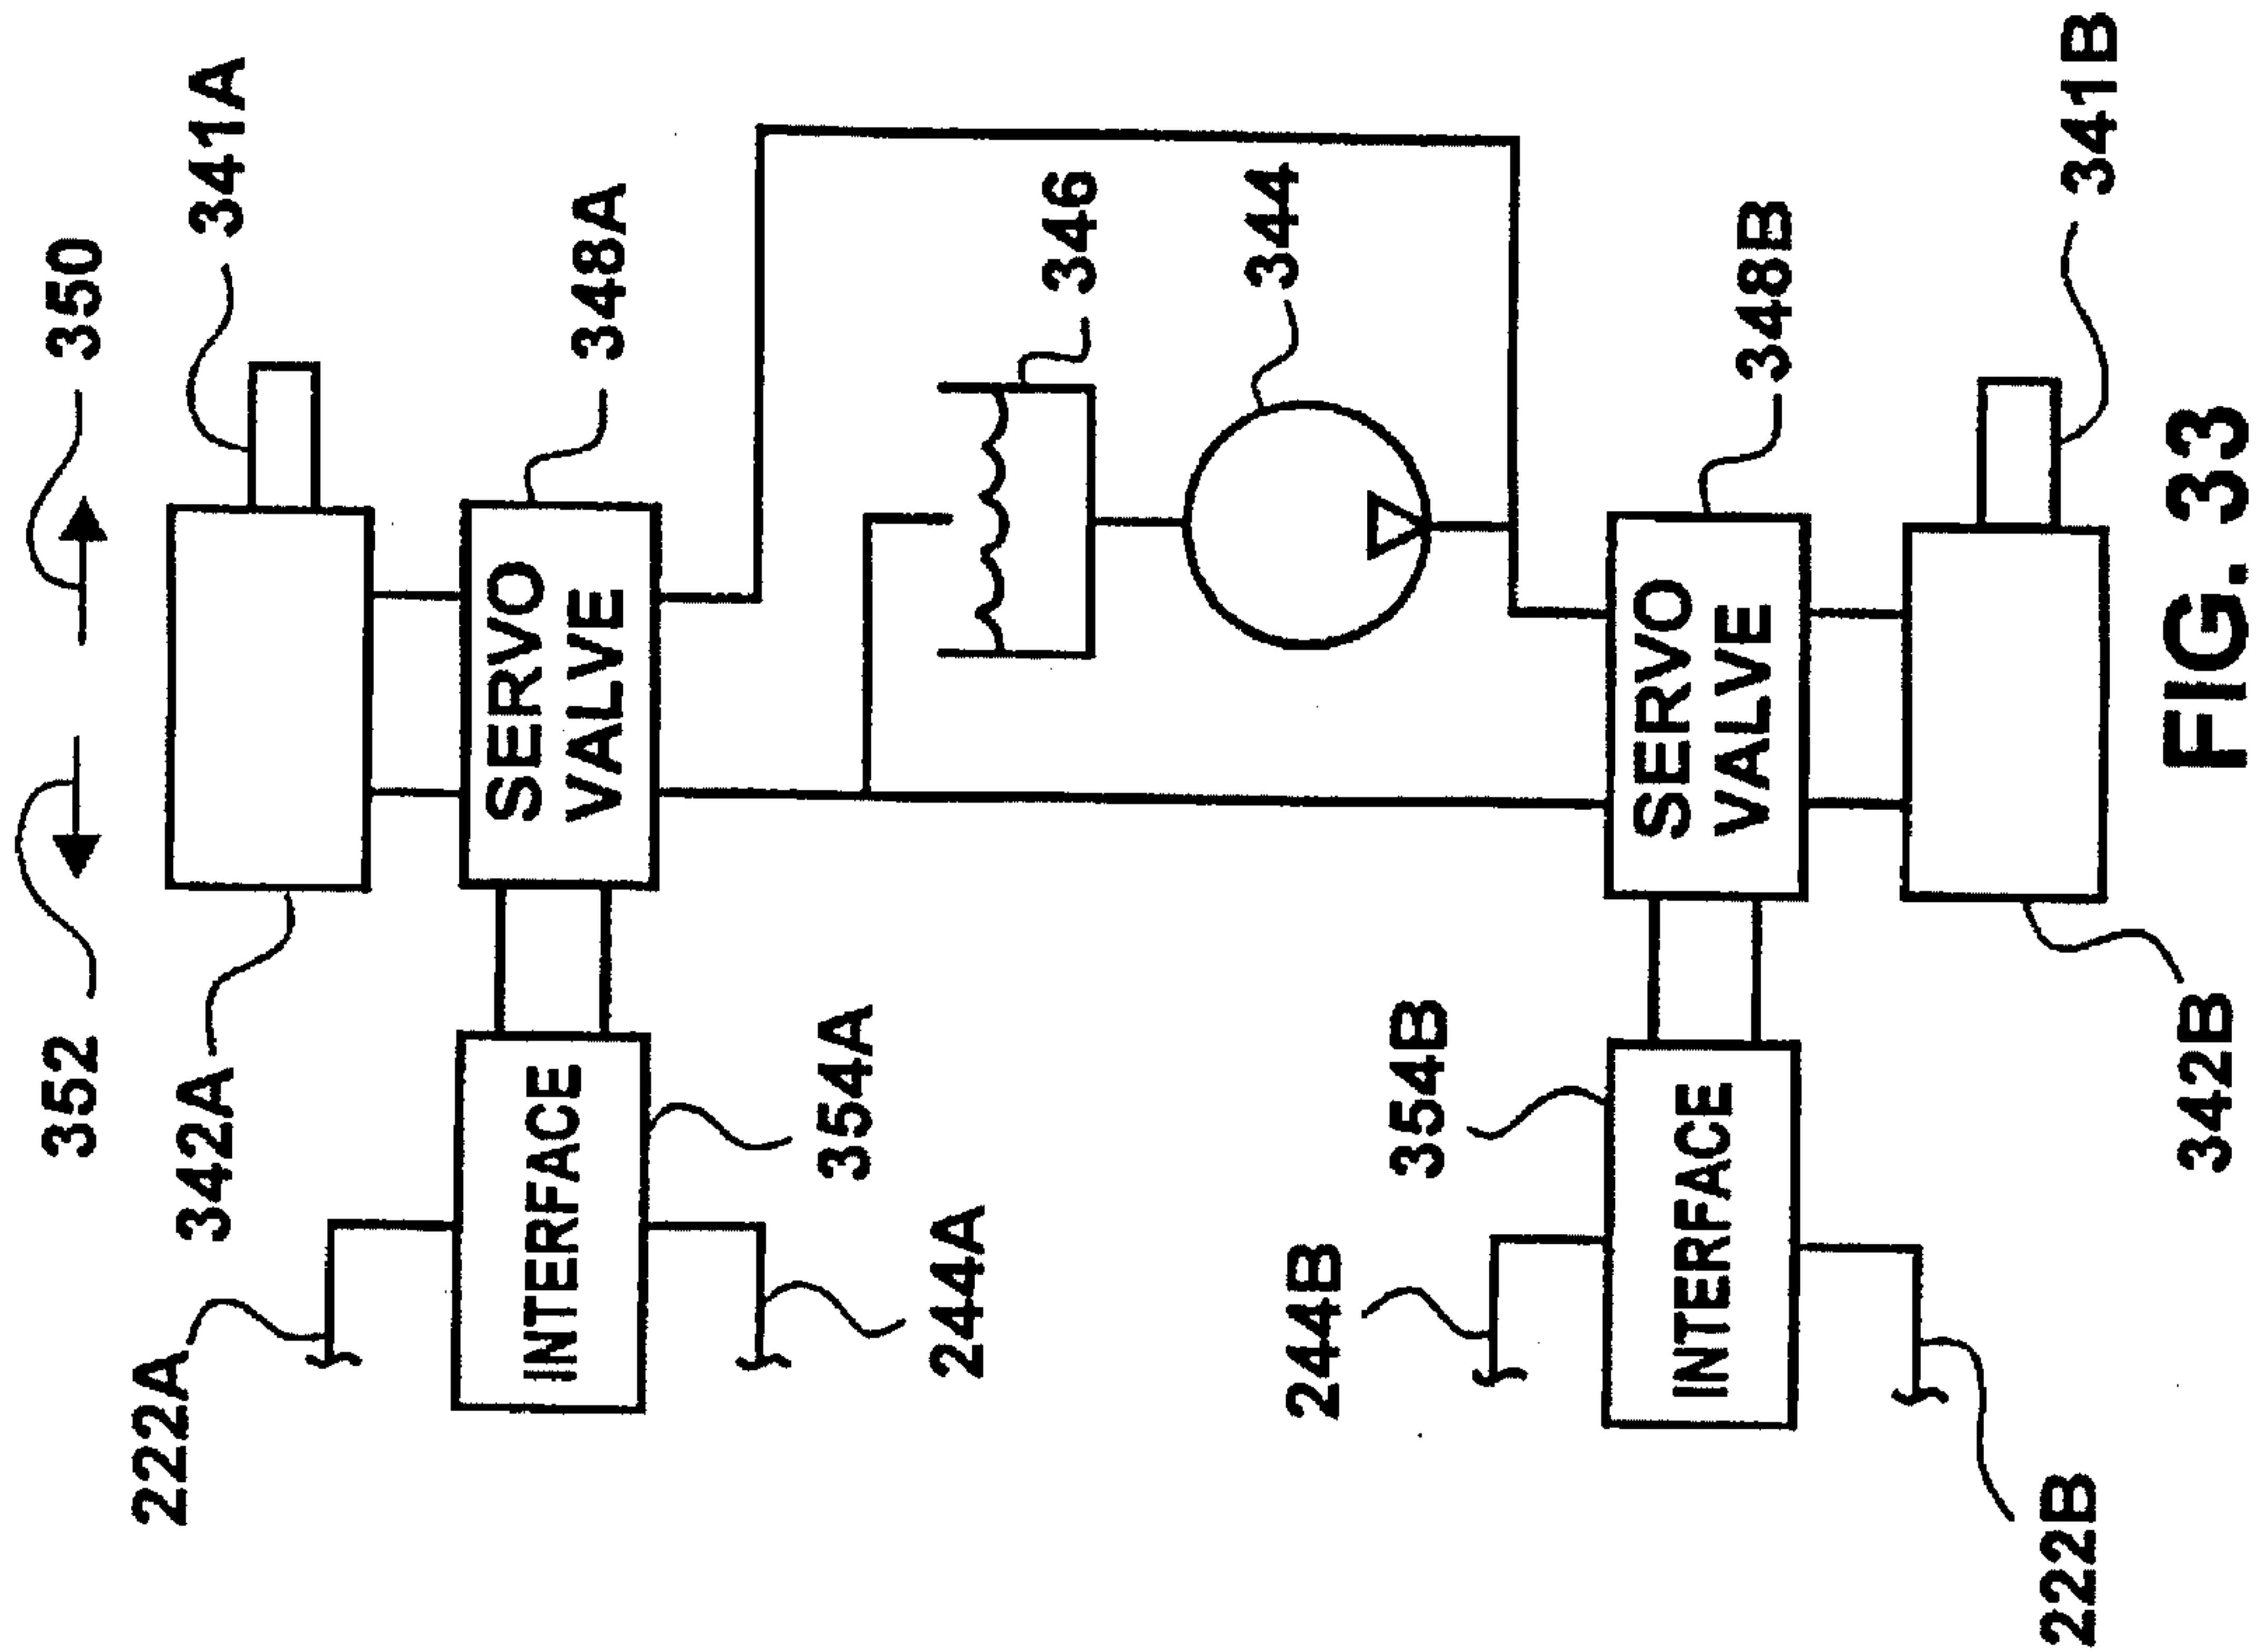 352
350
342A
341A
222A
SERVO
VALVE
348A
INTERFACE
354A
244A
346
344
244B
354B
SERVO
VALVE
348B
INTERFACE
222B
342B
341B
FIG. 33